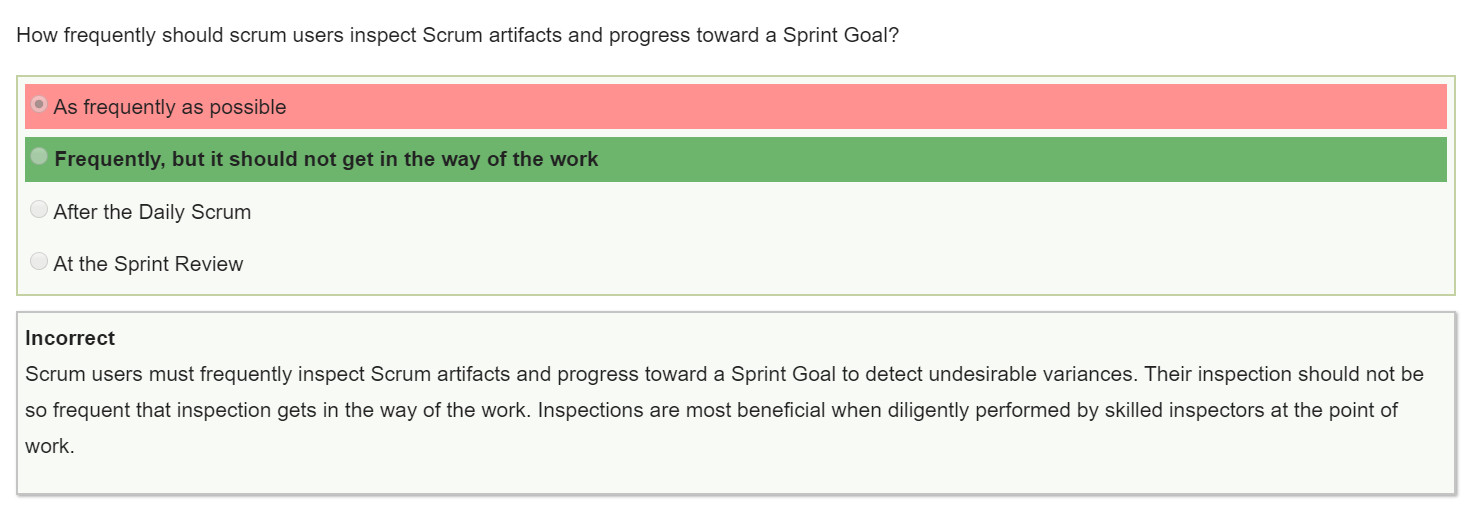 How frequently should scrum users inspect Scrum artifacts and progress toward a Sprint Goal?
As frequently as possible
Frequently, but it should not get in the way of the work
After the Daily Scrum
At the Sprint Review
Incorrect
Scrum users must frequently inspect Scrum artifacts and progress toward a Sprint Goal to detect undesirable variances. Their inspection should not be
so frequent that inspection gets in the way of the work. Inspections are most beneficial when diligently performed by skilled inspectors at the point of
work.